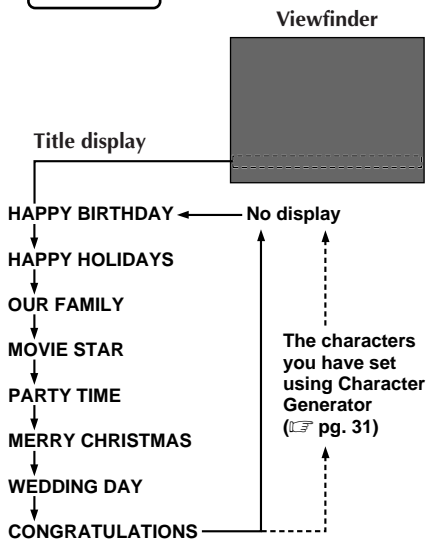 Viewfinder
Title display
HAPPY BIRTHDAY
No display
HAPPY HOLIDAYS
OUR FAMILY
MOVIE STAR
PARTY TIME
MERRY CHRISTMAS
WEDDING DAY
CONGRATULATIONS
The characters
you have set
using Character
Generator
(☞ pg. 31)